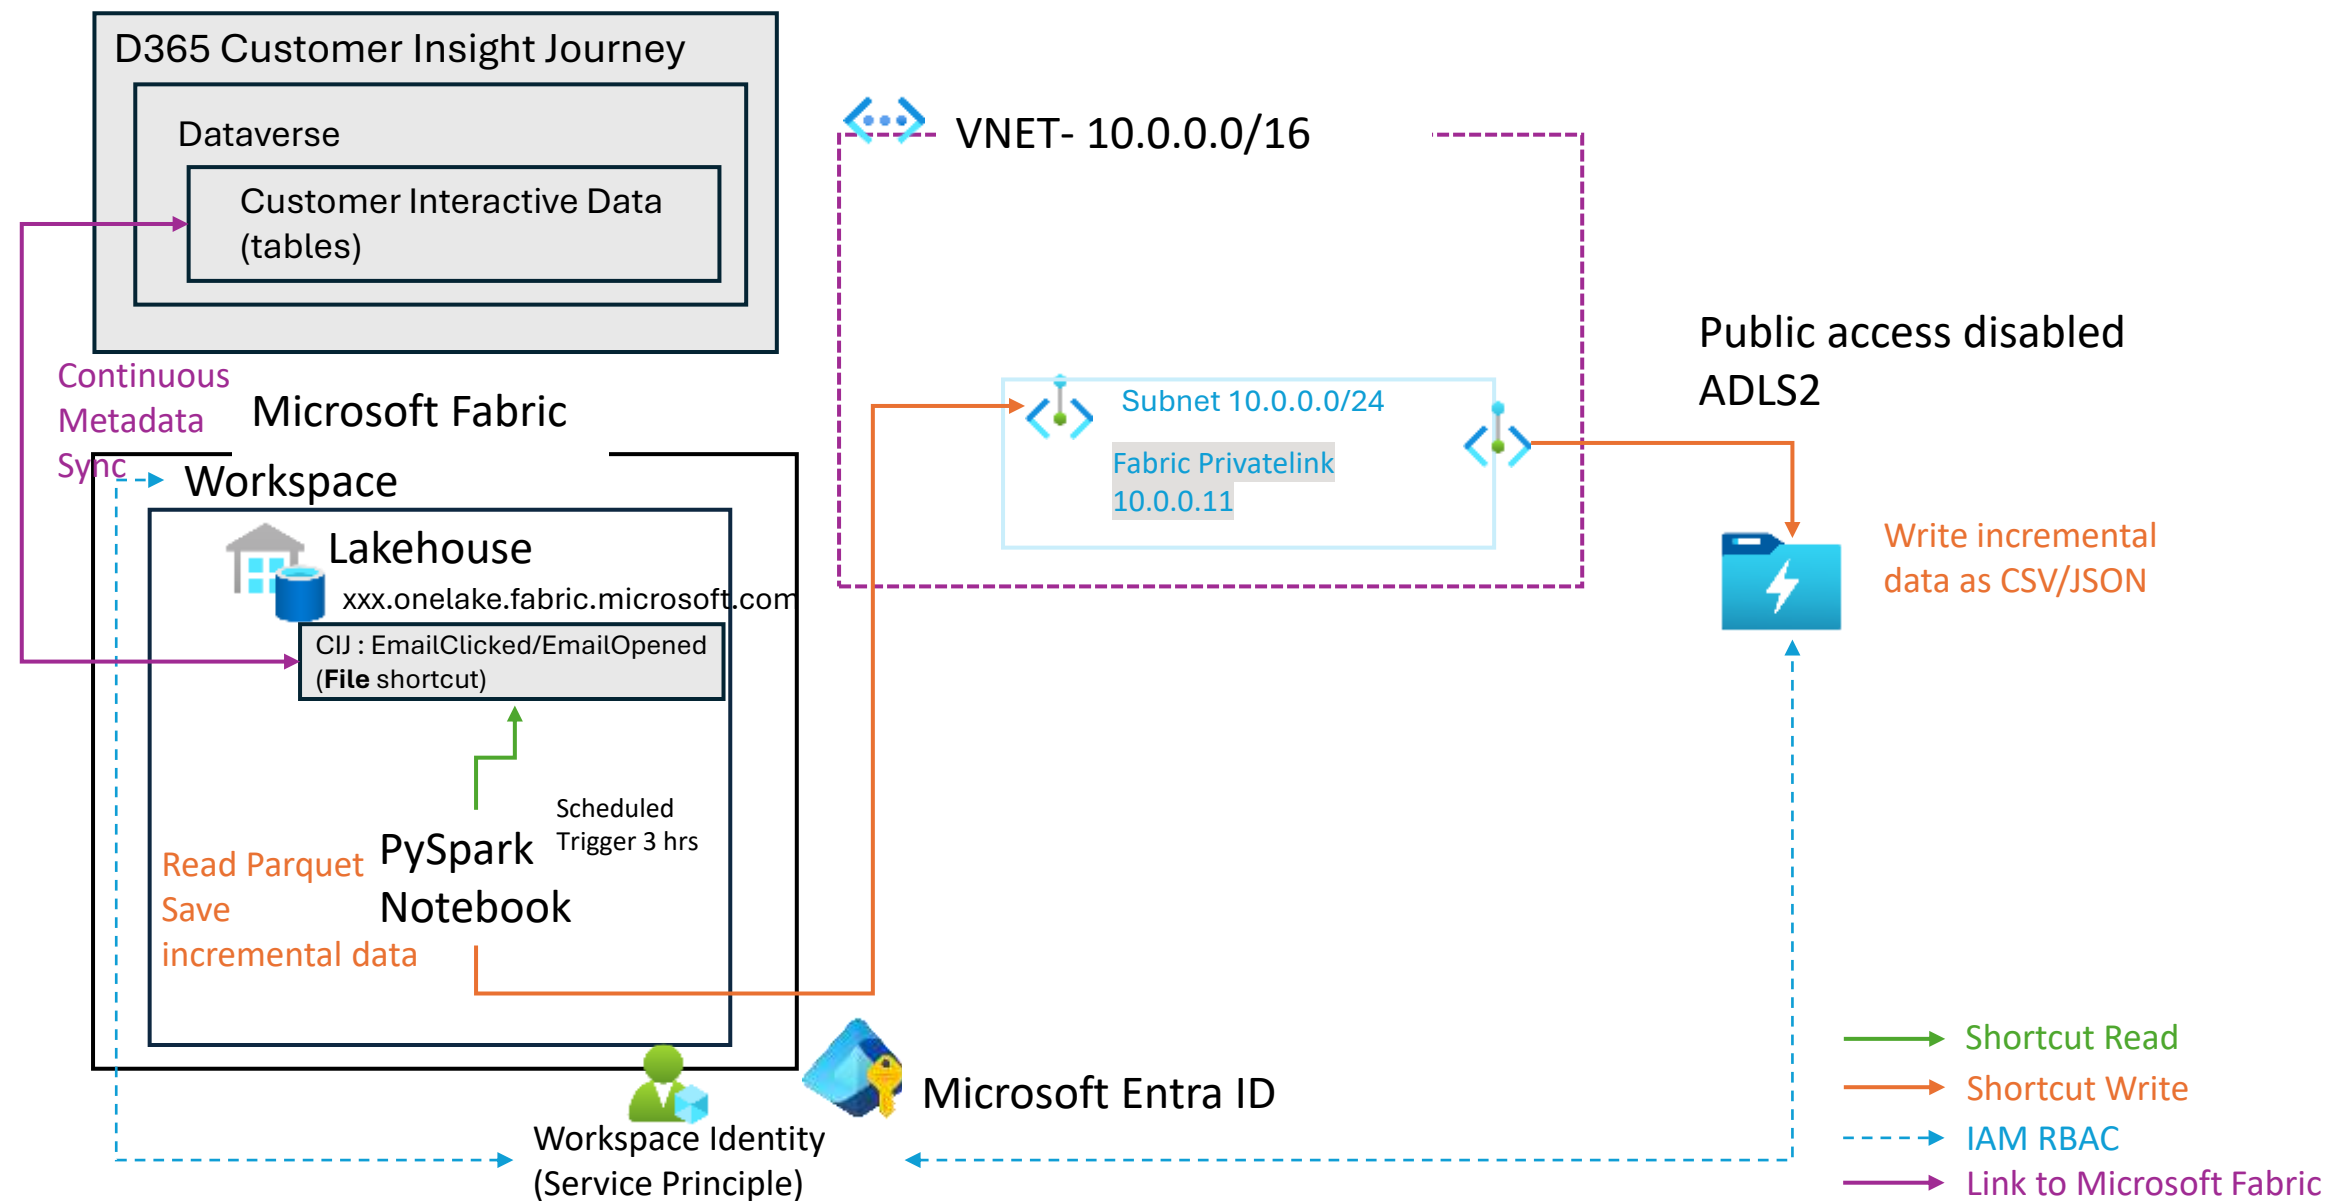 D365 Customer Insight Journey
Dataverse
Customer Interactive Data
(tables)
VNET- 10.0.0.0/16
Public access disabled
ADLS2
Continuous
Metadata
Sync
Microsoft Fabric
Subnet 10.0.0.0/24
Fabric Privatelink
10.0.0.11
Workspace
Lakehouse
xxx.onelake.fabric.microsoft.com
CIJ : EmailClicked/EmailOpened
(File shortcut)
Write incremental
data as CSV/JSON
Scheduled
Trigger 3 hrs
PySpark
Notebook
Read Parquet
Save
incremental data
Microsoft Entra ID
Workspace Identity
(Service Principle)
Shortcut Read
Shortcut Write
IAM RBAC
Link to Microsoft Fabric